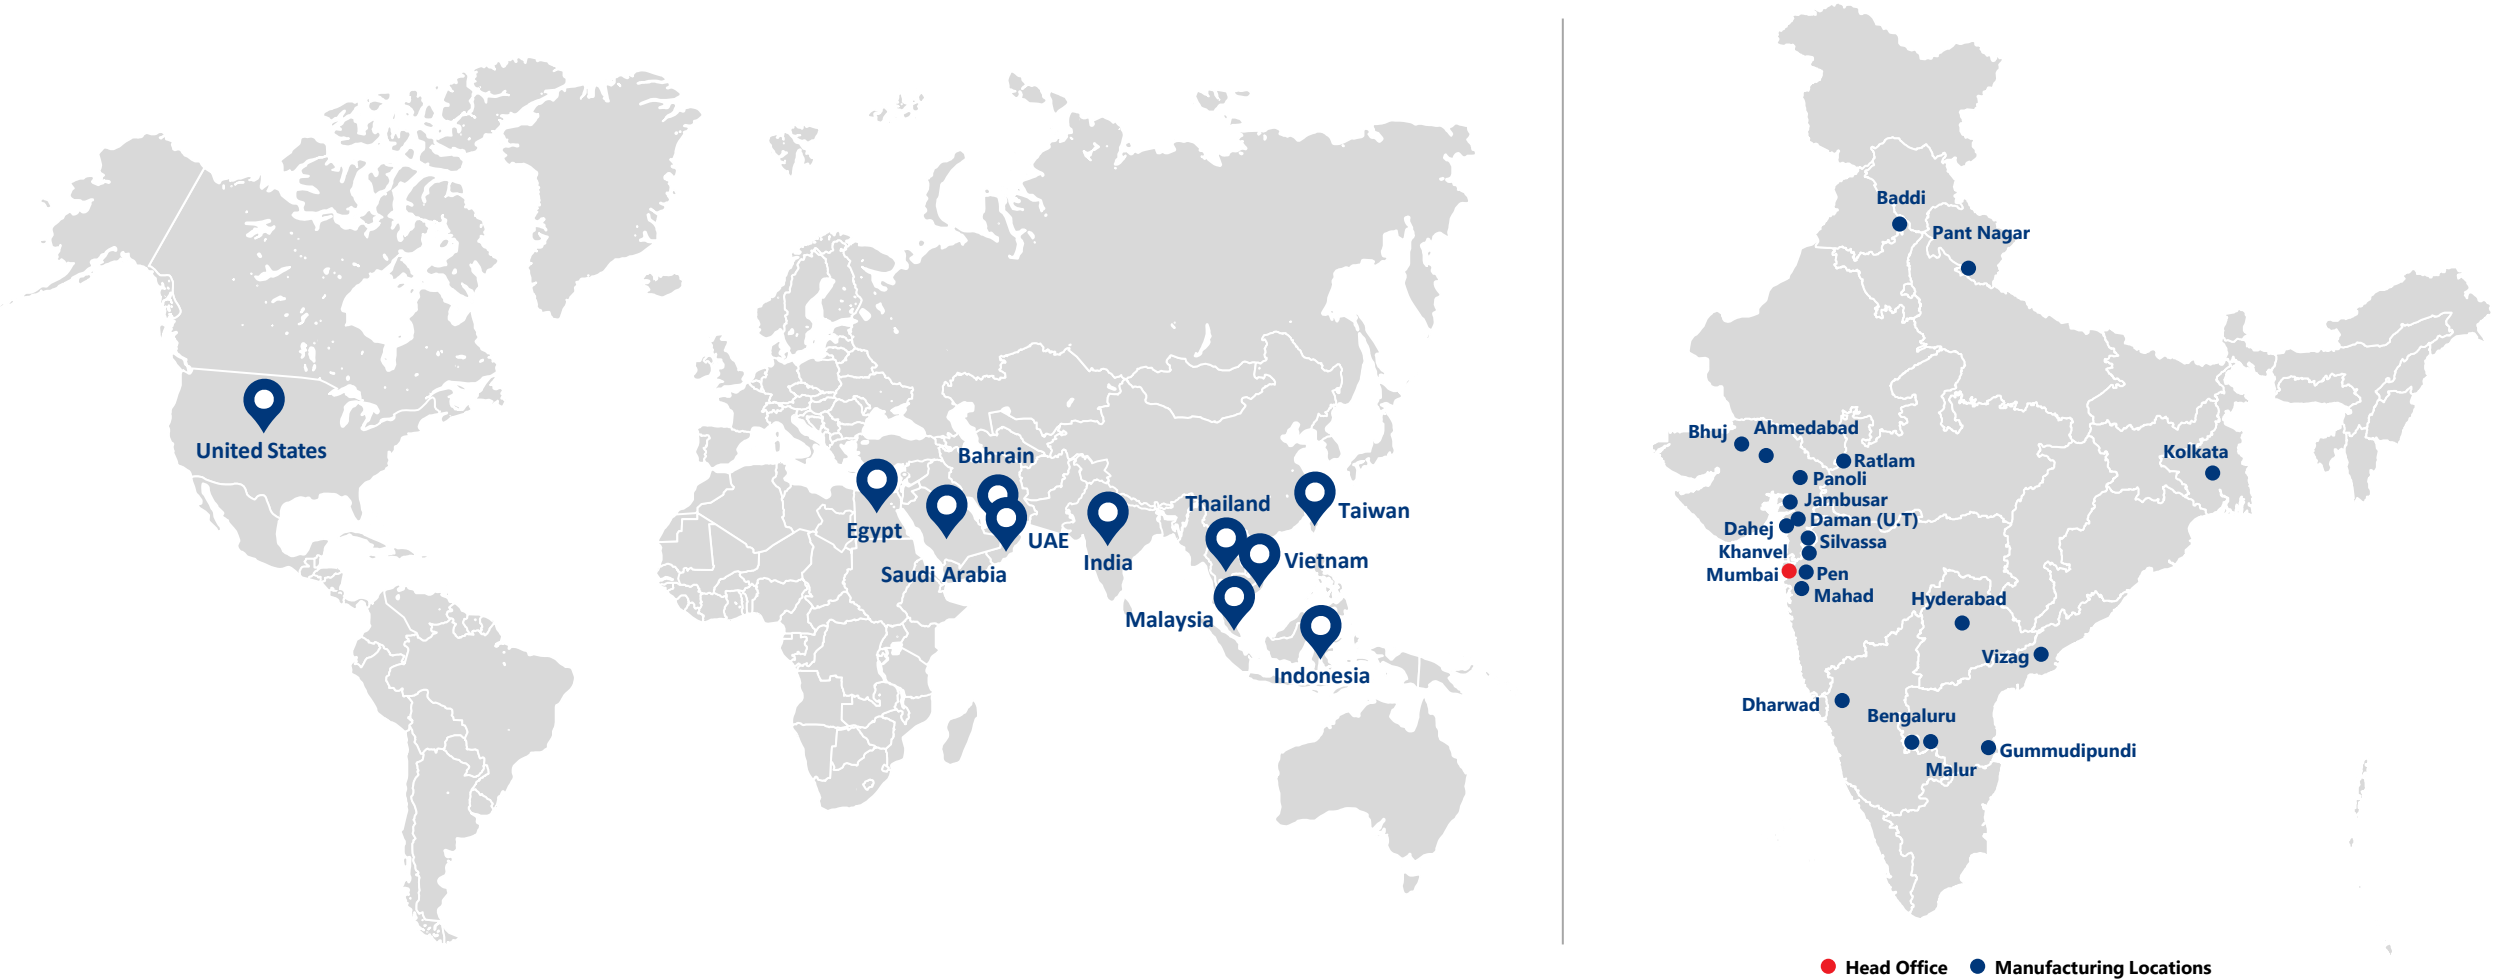 United States
Bahrain
Egypt
Saudi Arabia
UAE
India
Thailand
Taiwan
Vietnam
Malaysia
Indonesia
Baddi
Pant Nagar
Bhuj
Ahmedabad
Ratlam
Kolkata
Panoli
Jambusar
Daman (U.T)
Dahej
Silvassa
Khanvel
Mumbai
Pen
Mahad
Hyderabad
Vizag
Dharwad
Bengaluru
Gummudipundi
Malur
Head Office
Manufacturing Locations